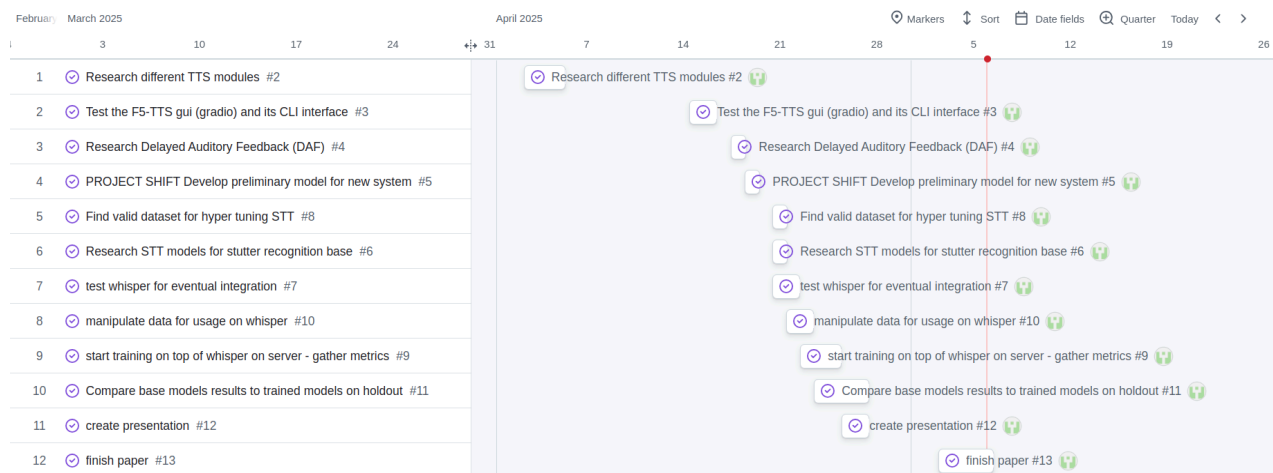 Februar March 2025 April 2025 Markers Sort Date fields Quarter Today
3 10 17 24 31 7 14 21 28 5 12 19 26
1 Research different TTS modules #2 Research different TTS modules #2
2 Test the F5-TTS gui (gradio) and its CLI interface #3 Test the F5-TTS gui (gradio) and its CLI interface #3
3 Research Delayed Auditory Feedback (DAF) #4 Research Delayed Auditory Feedback (DAF) #4
4 PROJECT SHIFT Develop preliminary model for new system #5 PROJECT SHIFT Develop preliminary model for new system #5
5 Find valid dataset for hyper tuning STT #8 Find valid dataset for hyper tuning STT #8
6 Research STT models for stutter recognition base #6 Research STT models for stutter recognition base #6
7 test whisper for eventual integration #7 test whisper for eventual integration #7
8 manipulate data for usage on whisper #10 manipulate data for usage on whisper #10
9 start training on top of whisper on server - gather metrics #9 start training on top of whisper on server - gather metrics #9
10 Compare base models results to trained models on holdout #11 Compare base models results to trained models on holdout #11
11 create presentation #12 create presentation #12
12 finish paper #13 finish paper #13